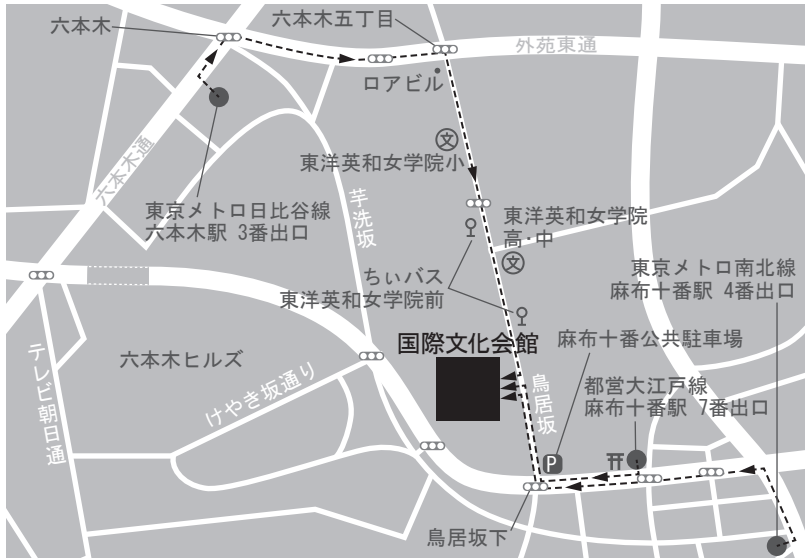 六本木
六本木五丁目
外苑東通
ロアビル
文
東洋英和女学院小
六本木通
東京メトロ日比谷線
六本木駅 3番出口
芋洗坂
東洋英和女学院
高・中
文
東京メトロ南北線
麻布十番駅 4番出口
ちぃバス
東洋英和女学院前
国際文化会館
麻布十番公共駐車場
六本木ヒルズ
けやき坂通り
テレビ朝日通
鳥居坂
都営大江戸線
麻布十番駅 7番出口
P
鳥居坂下